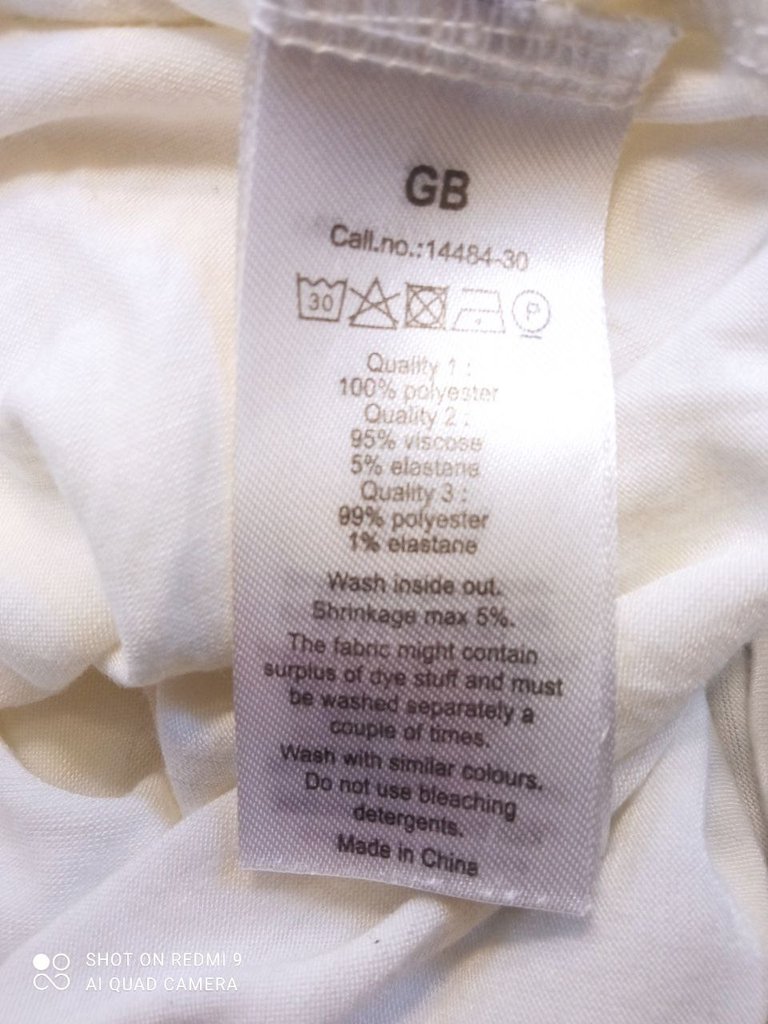 GB
Call.no.:14484-30
30
P
Quality 1 :
100% polyester
Quality 2 :
95% viscose
5% elastane
Quality 3 :
99% polyester
1% elastane
Wash inside out.
Shrinkage max 5%.
The fabric might contain
surplus of dye stuff and must
be washed separately a
couple of times.
Wash with similar colours.
Do not use bleaching
detergents.
Made in China
SHOT ON REDMI 9
AI QUAD CAMERA